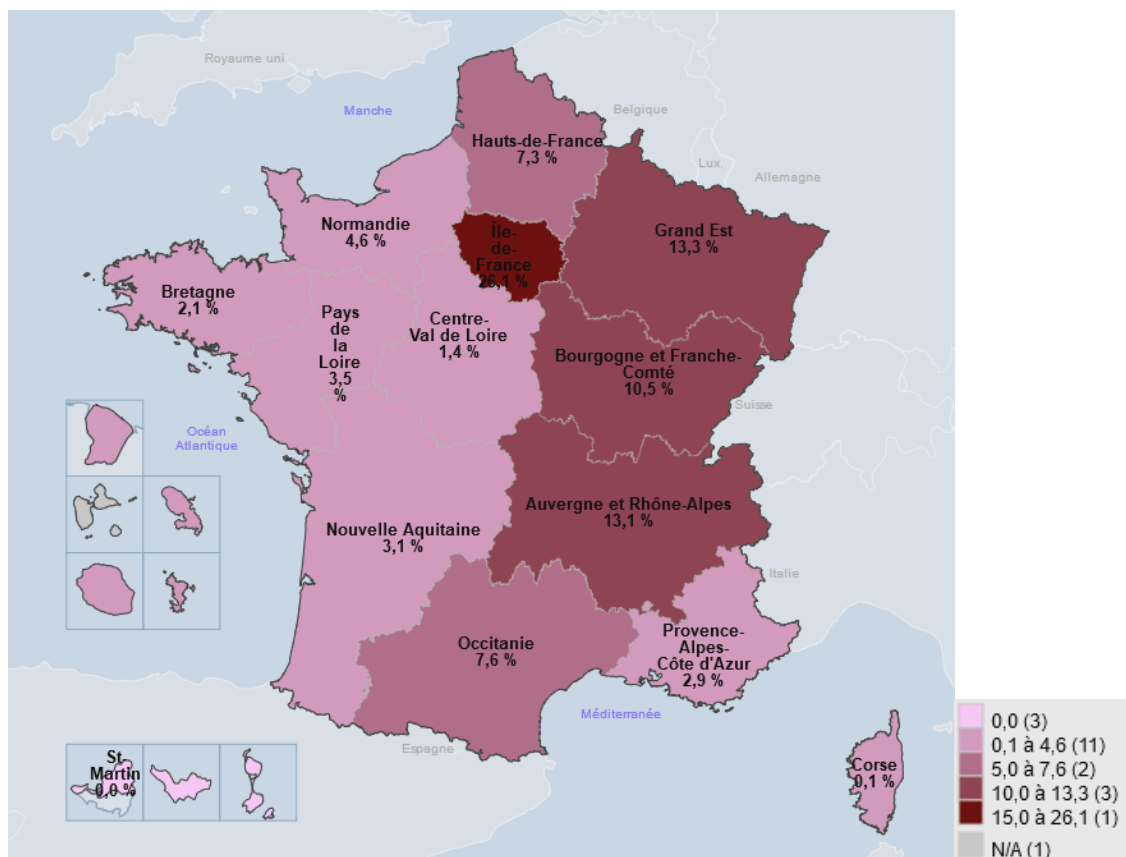 Royaume uni
Manche
Belgique
Hauts-de-France
7,3 %
Lux.
Allemagne
Normandie
4,6 %
Île-
de-
France
26,1 %
Grand Est
13,3 %
Bretagne
2,1 %
Pays
de
la
Loire
3,5
%
Centre-
Val de Loire
1,4 %
Bourgogne et Franche-
Comté
10,5 %
Suisse
Océan
Atlantique
Auvergne et Rhône-Alpes
13,1 %
Nouvelle Aquitaine
3,1 %
Italie
Occitanie
7,6 %
Provence-
Alpes-
Côte d'Azur
2,9 %
Méditerranée
Espagne
St
Martin
0,0 %
Corse
0,1 %
0,0 (3)
0,1 à 4,6 (11)
5,0 à 7,6 (2)
10,0 à 13,3 (3)
15,0 à 26,1 (1)
N/A (1)